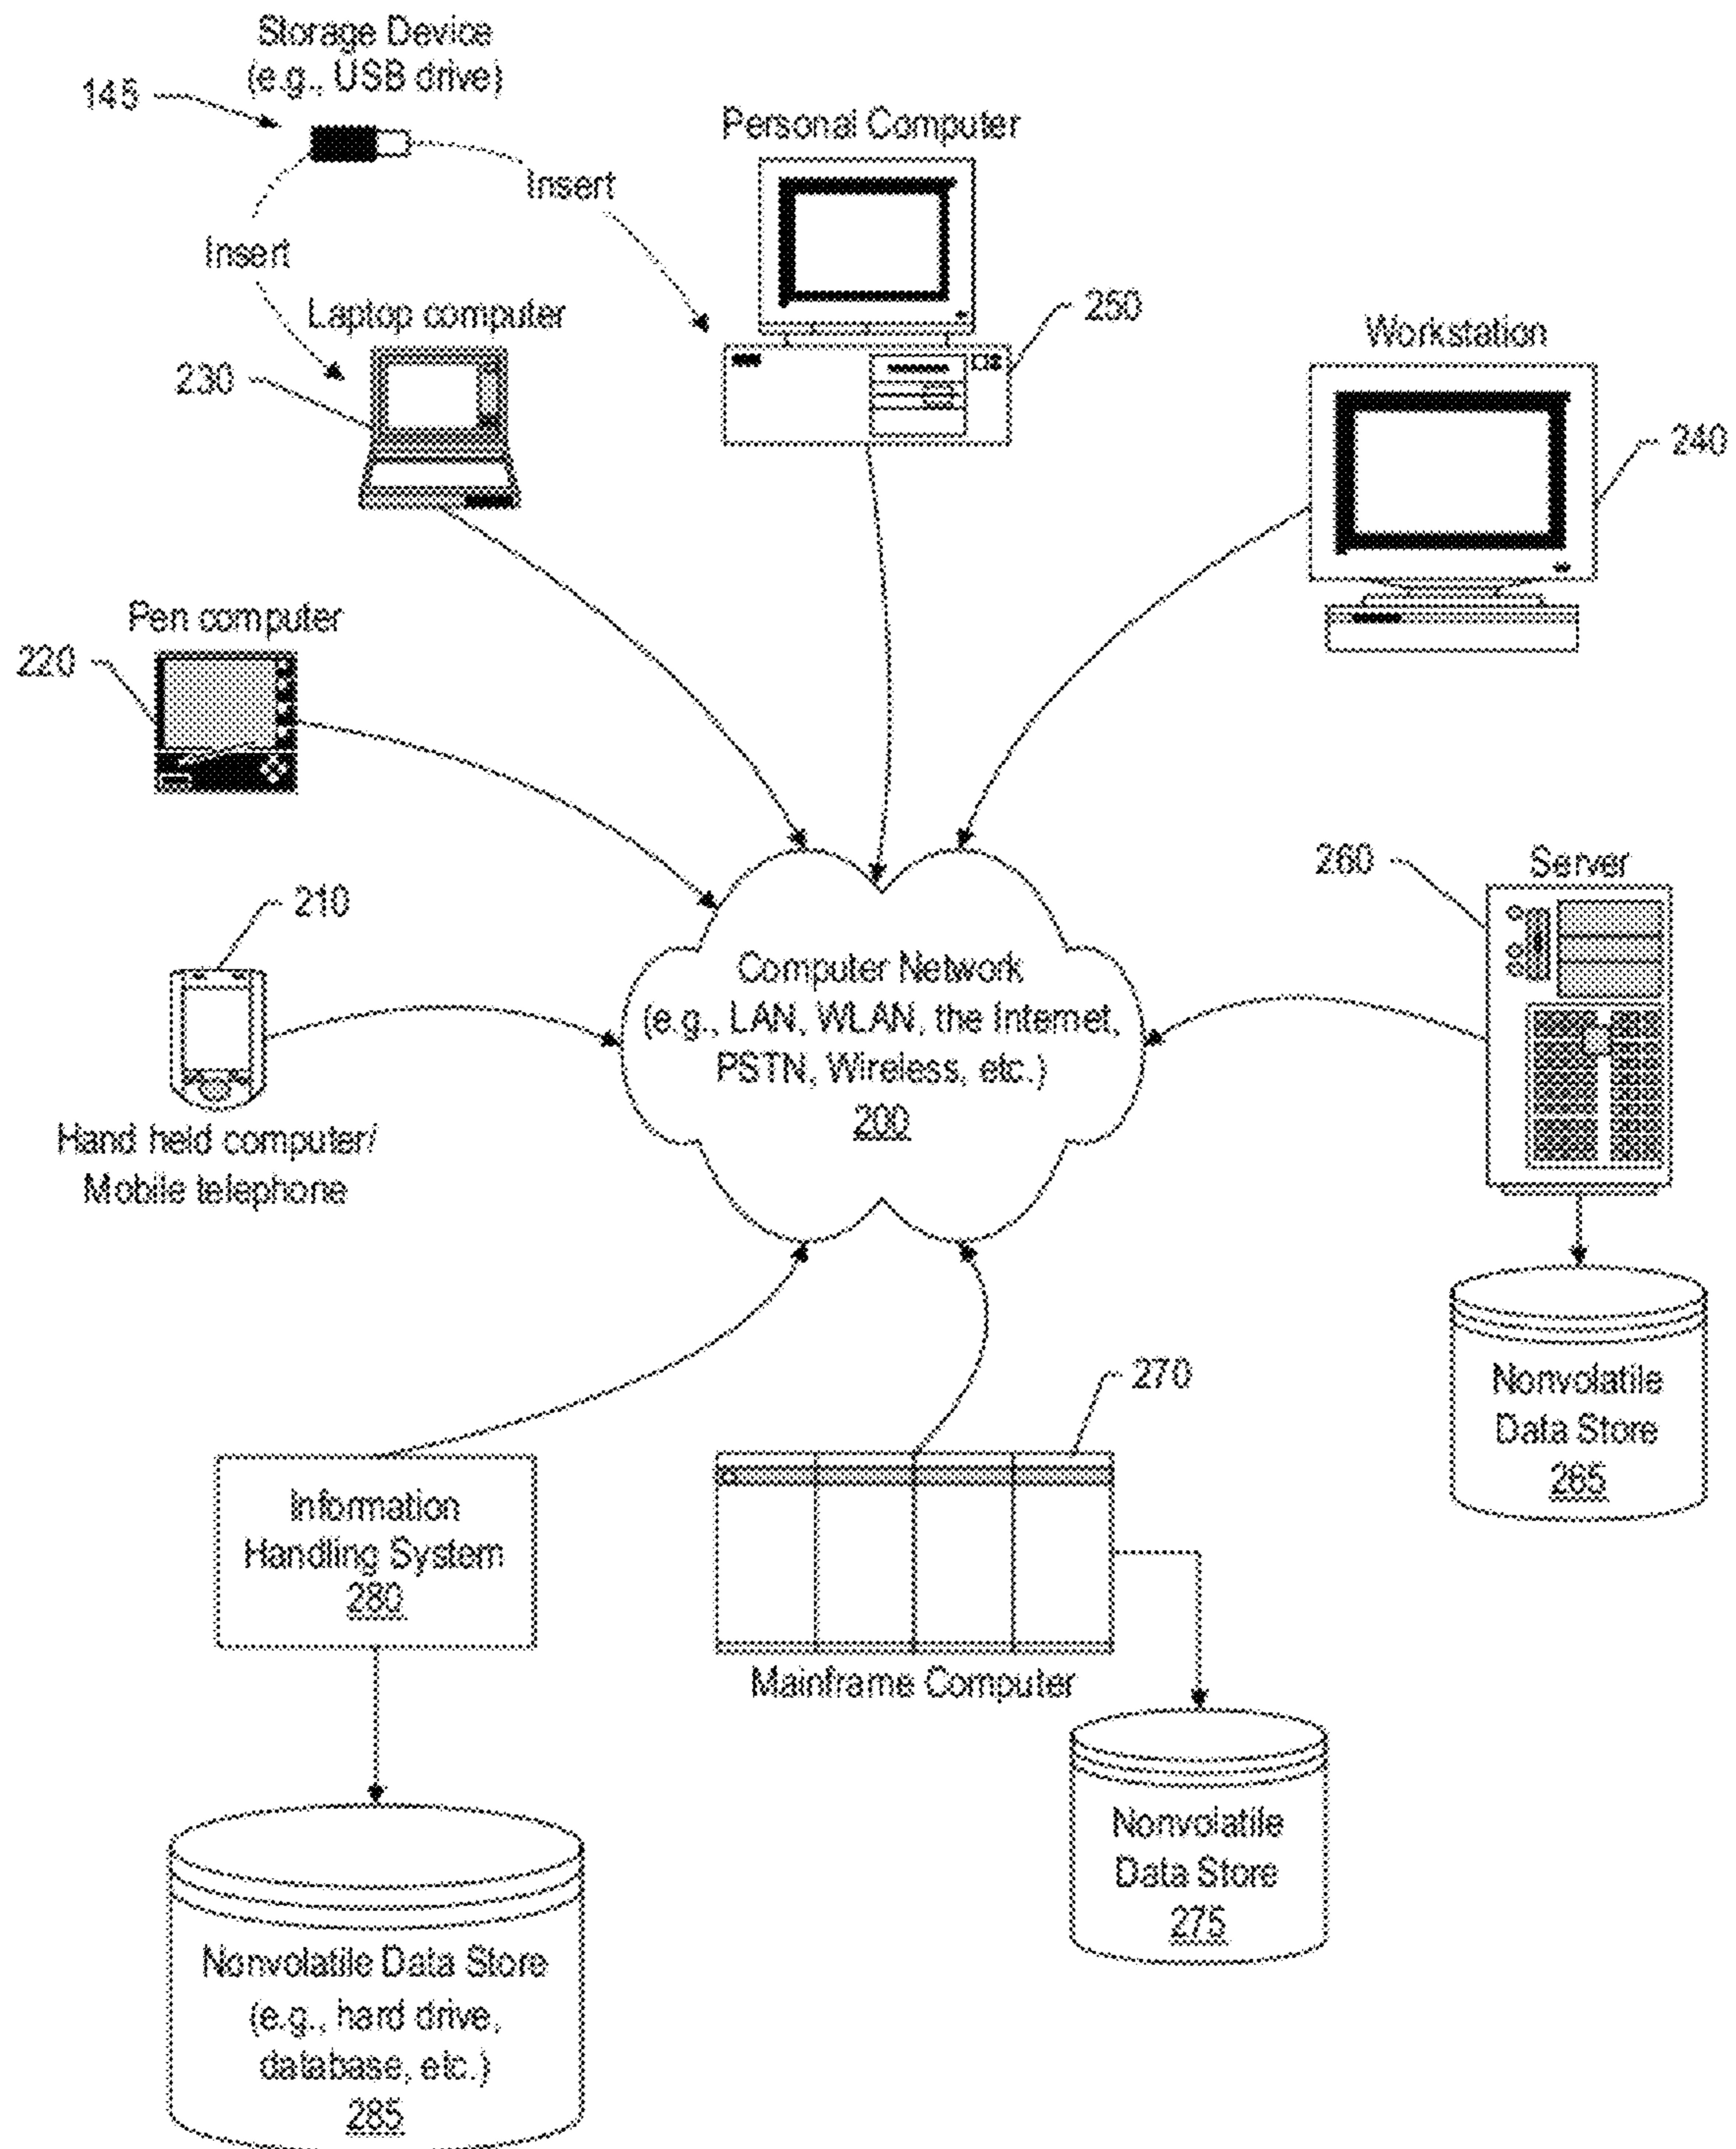 Storage Device
(e.g., USB drive)
145
Personal Computer
Insert
Insert
Laptop computer
250
Workstation
230
240
Pen computer
220
260
Server
210
Computer Network
(e.g., LAN, WLAN, the Internet,
PSTN, Wireless, etc.)
200
Hand held computer/
Mobile telephone
270
Nonvolatile
Data Store
265
Information
Handling System
280
Mainframe Computer
Nonvolatile
Data Store
275
Nonvolatile Data Store
(e.g., hard drive,
database, etc.)
285